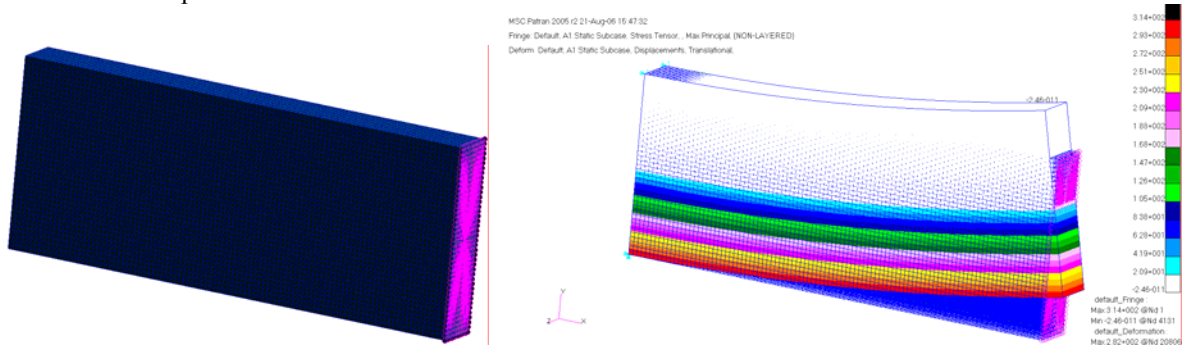 MSC Patran 2005 r2 21-Aug-06 15:47:32
Fringe: Default, A1:Static Subcase, Stress Tensor, , Max Principal, (NON-LAYERED)
Deform: Default, A1:Static Subcase, Displacements, Translational,
3.14+002
2.93+002
2.72+002
2.51+002
2.30+002
2.09+002
1.88+002
1.68+002
1.47+002
1.26+002
1.05+002
8.38+001
6.28+001
4.19+001
2.09+001
-2.46-011
-2.46-011
Y
Z
X
default_Fringe :
Max 3.14+002 @Nd 1
Min -2.46-011 @Nd 4131
default_Deformation :
Max 2.82+002 @Nd 20806